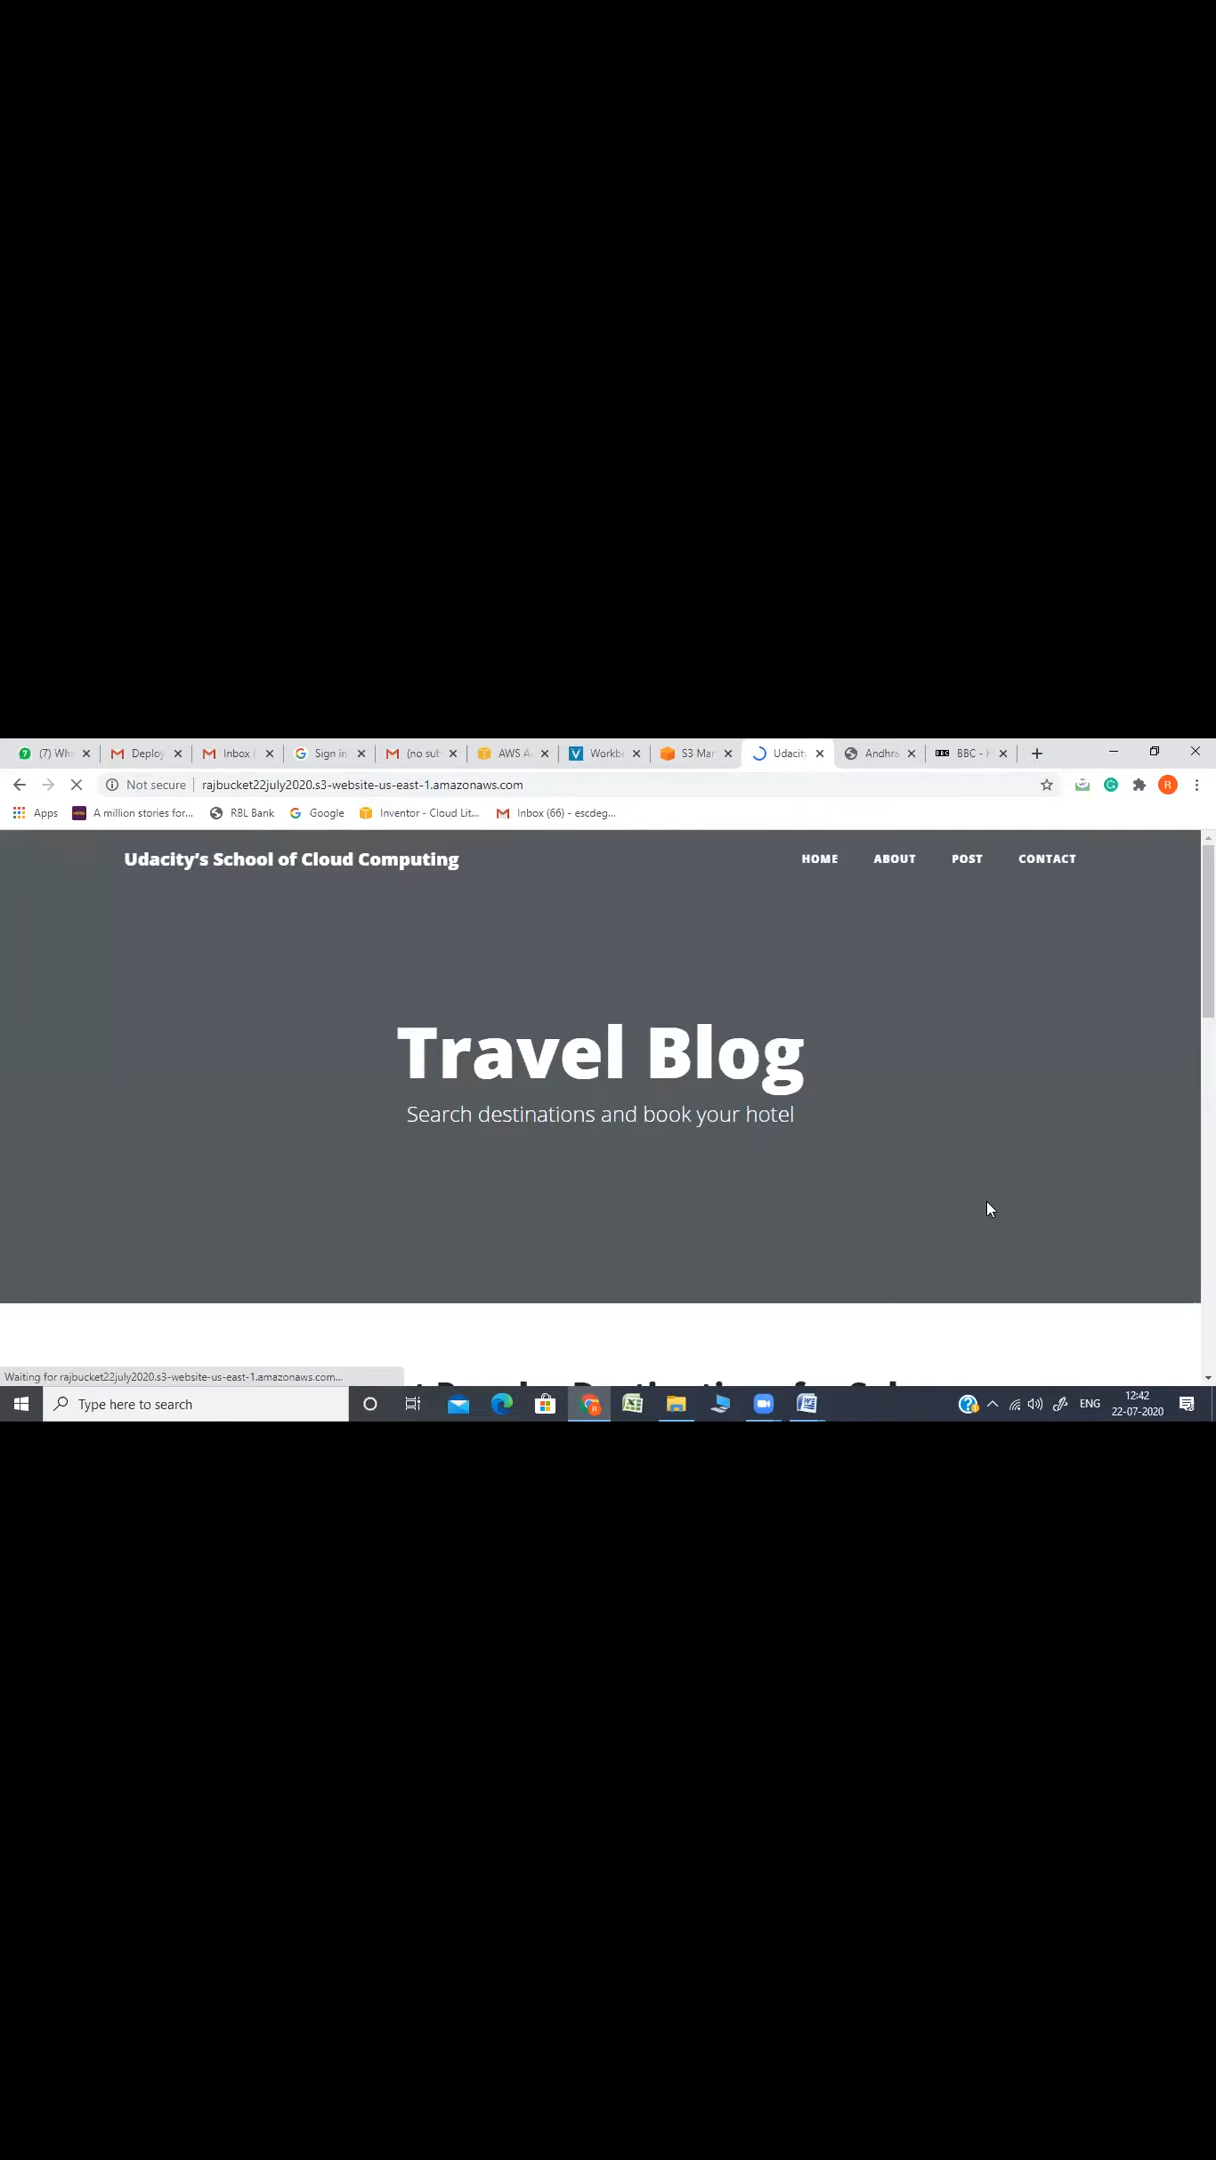 (7) Wh
Deploy
Inbox (
Sign in
(no sub
AWS A
Workb
S3 Mar
Udacit
Andhra
BBC -
Not secure
rajbucket22july2020.s3-website-us-east-1.amazonaws.com
Apps
A million stories for...
RBL Bank
Google
Inventor - Cloud Lit...
Inbox (66) - escdeg...
Udacity's School of Cloud Computing
HOME
ABOUT
POST
CONTACT
Travel Blog
Search destinations and book your hotel
Waiting for rajbucket22july2020.s3-website-us-east-1.amazonaws.com...
Type here to search
ENG
12:42
22-07-2020